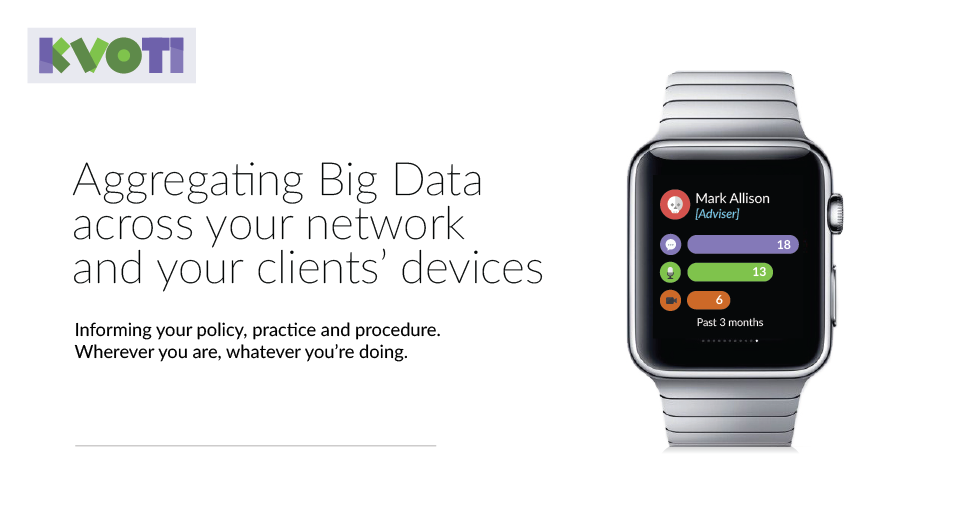 KVOTI
Aggregating Big Data
across your network
and your clients’ devices
Informing your policy, practice and procedure.
Wherever you are, whatever you’re doing.
Mark Allison
[Adviser]
18
13
6
Past 3 months